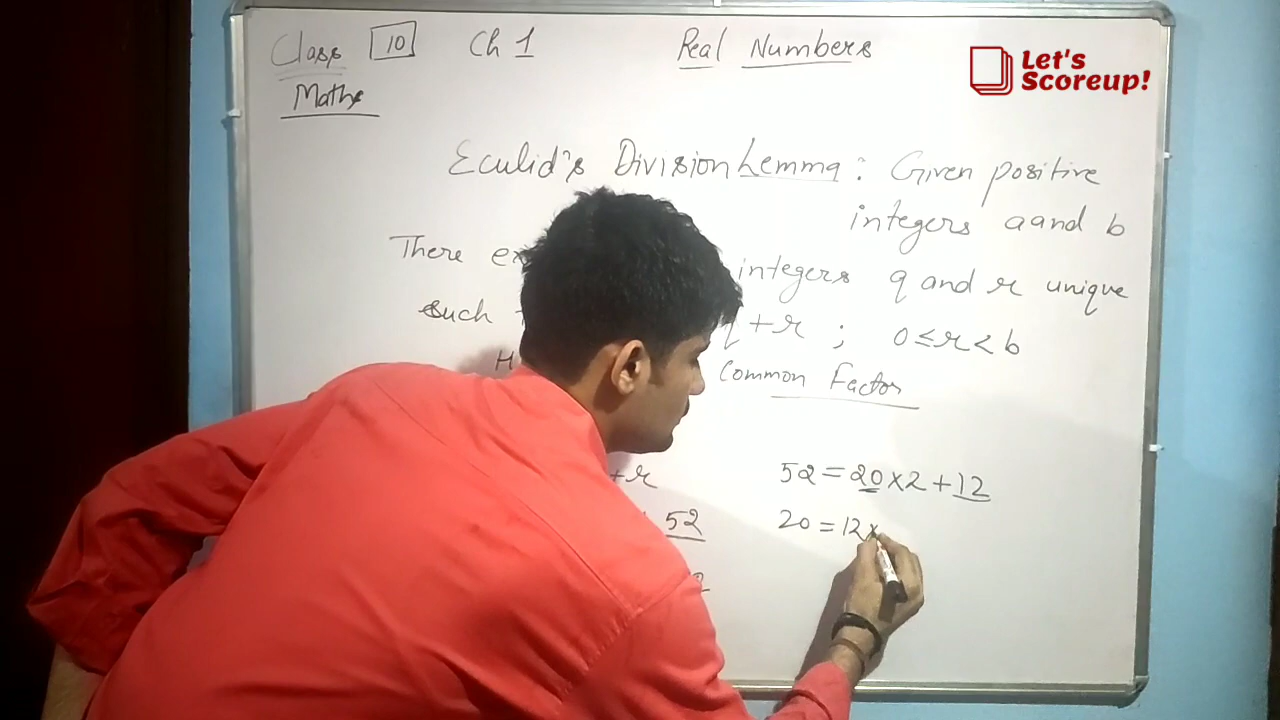 Class 10 Ch 1 Real Numbers
Maths
Let's
Scoreup!
Eculid's Division Lemma : Given positive
integers a and b
There integers q and r unique
such q + r ; 0 ≤ r < b
Common Factor
+ r
52 = 20 x 2 + 12
52
20 = 12 x